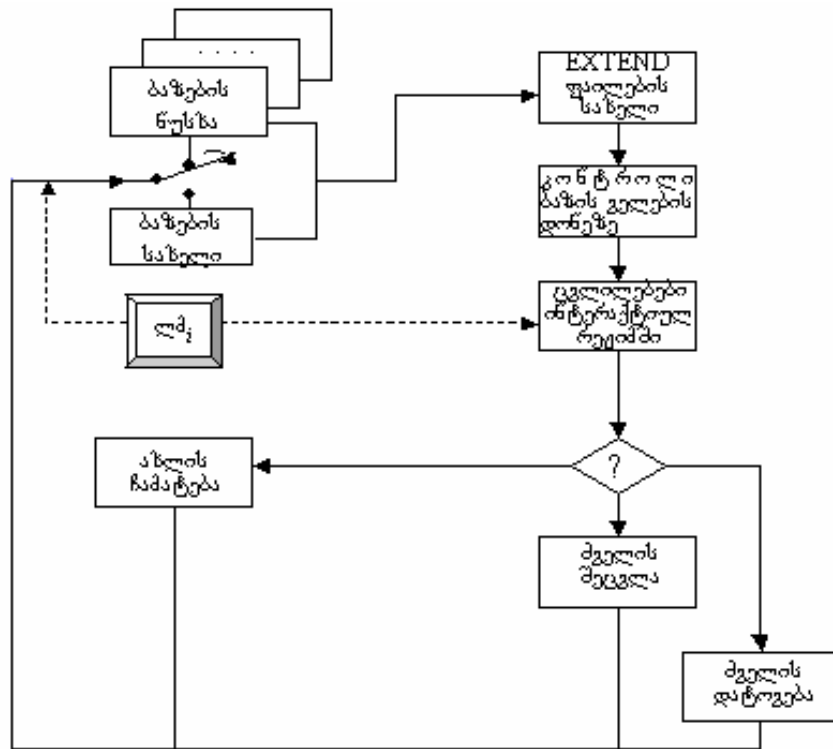 . . . .
ბაზების
ნუსხა
ბაზების
სახელი
ლმi
EXTEND
ფაილების
სახელი
კ ო ნ ტ რ ო ლ ი
ბაზის ველების
დონეზე
ცვლილებები
ინტერაქტიულ
რეჟიმში
?
ახლის
ჩამატება
ძველის
შეცვლა
ძველის
დატოვება